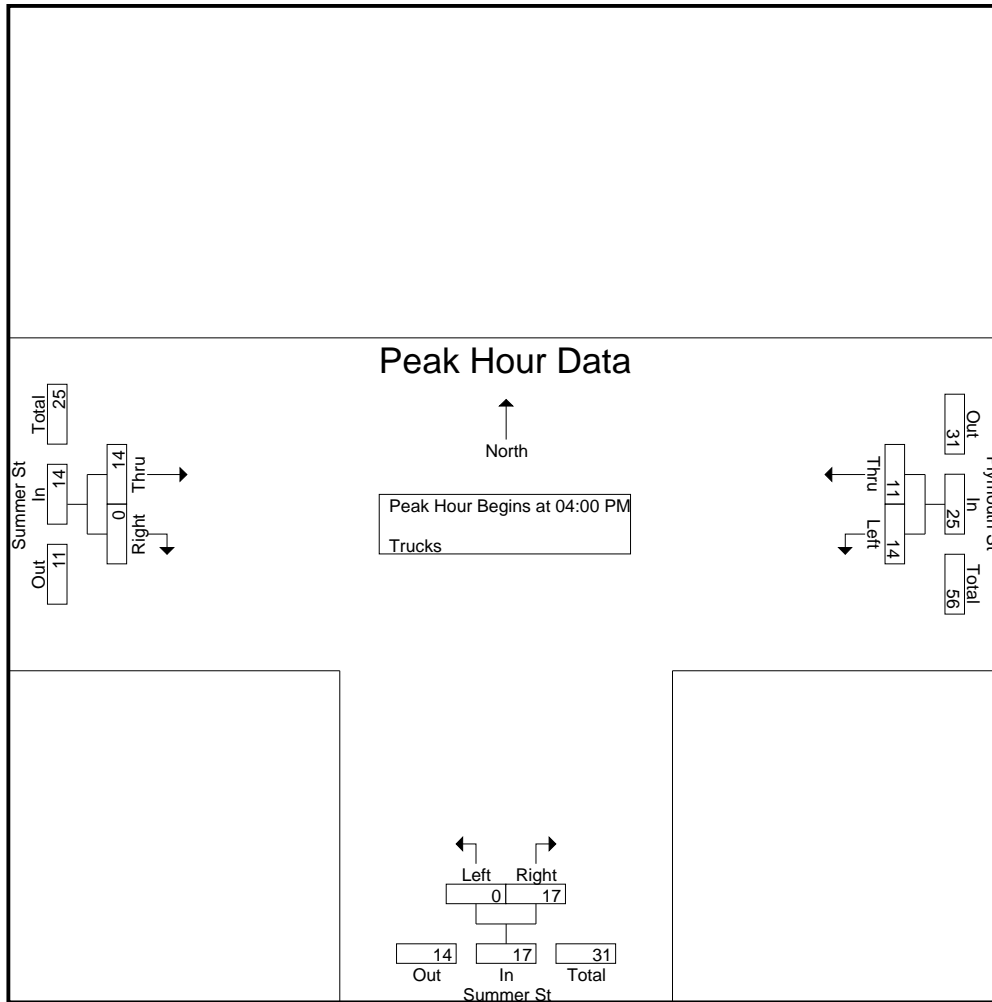 Peak Hour Data
North
Peak Hour Begins at 04:00 PM
Trucks
Summer St
Total
25
In
14
Out
11
14
0
Thru
Right
Out
31
In
25
Total
56
11
14
Thru
Left
Left Right
0 17
14 17 31
Out In Total
Summer St